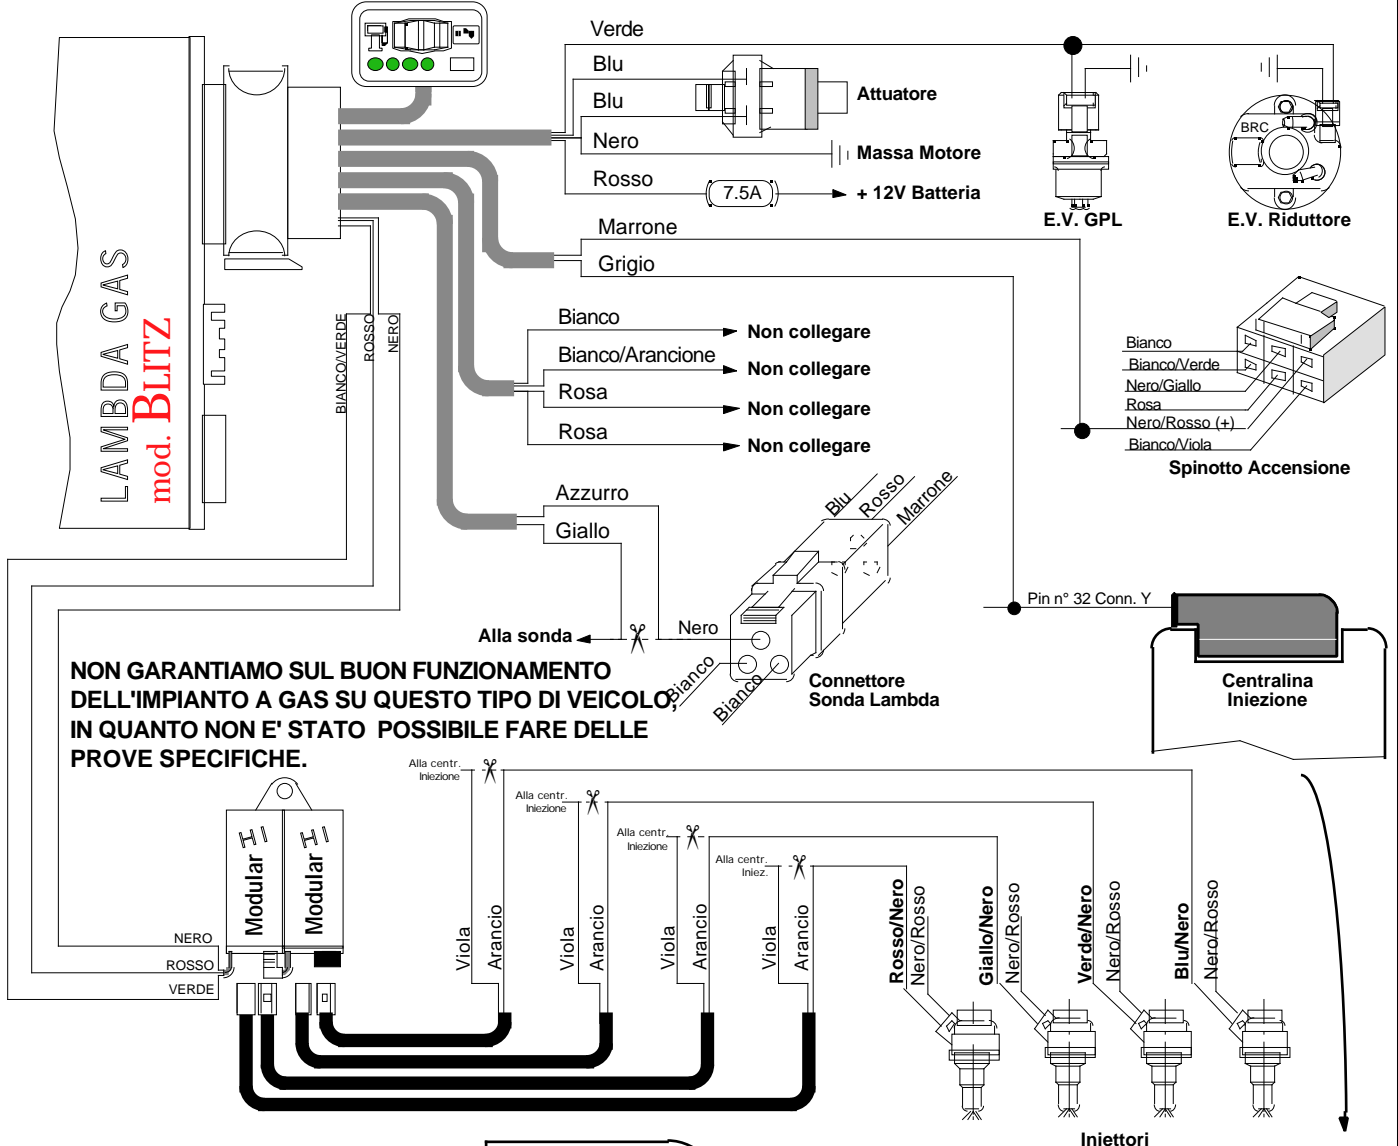 Verde
Blu
Blu
Attuatore
Nero
Massa Motore
Rosso
7.5A
+ 12V Batteria
BRC
E.V. GPL
E.V. Riduttore
Marrone
Grigio
LAMBDA GAS
mod. BLITZ
BIANCO/VERDE
ROSSO
NERO
Bianco
Non collegare
Bianco/Arancione
Non collegare
Rosa
Non collegare
Rosa
Non collegare
Bianco
Bianco/Verde
Nero/Giallo
Rosa
Nero/Rosso (+)
Bianco/Viola
Spinotto Accensione
Azzurro
Giallo
Blu
Rosso
Marrone
Alla sonda
Nero
Bianco
Bianco
Connettore
Sonda Lambda
Pin n° 32 Conn. Y
Centralina
Iniezione
NON GARANTIAMO SUL BUON FUNZIONAMENTO
DELL'IMPIANTO A GAS SU QUESTO TIPO DI VEICOLO,
IN QUANTO NON E' STATO POSSIBILE FARE DELLE
PROVE SPECIFICHE.
Alla centr.
Iniezione
Alla centr.
Iniezione
Alla centr.
Iniezione
Alla centr.
Iniez.
Modular HI
Modular HI
NERO
ROSSO
VERDE
Viola
Arancio
Viola
Arancio
Viola
Arancio
Viola
Arancio
Rosso/Nero
Nero/Rosso
Giallo/Nero
Nero/Rosso
Verde/Nero
Nero/Rosso
Blu/Nero
Nero/Rosso
Iniettori